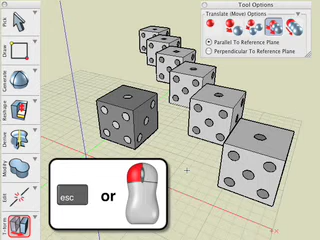 Tool Options
Translate (Move) Options
Parallel To Reference Plane
Perpendicular To Reference Plane
Pick
Draw
Generate
Reshape
Derive
Modify
Edit
T-form
esc
or
x